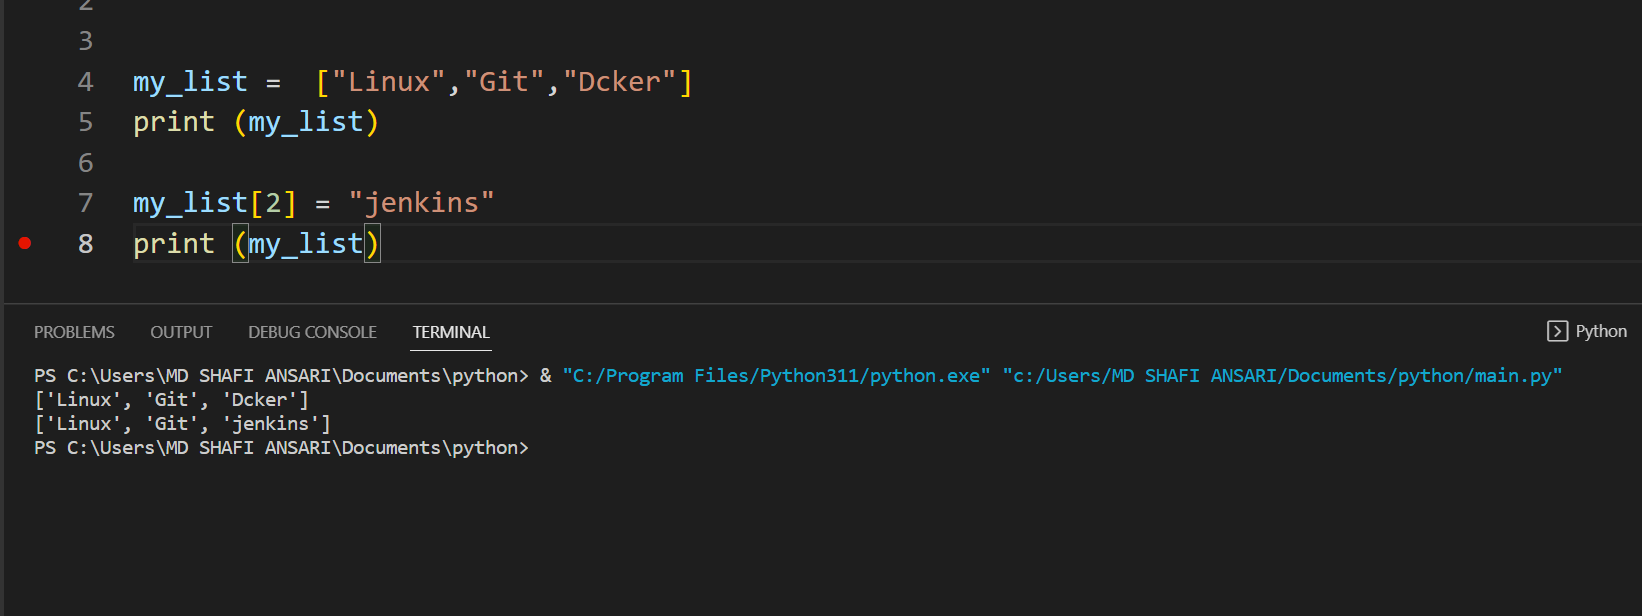 2
3
4 my_list =  ["Linux","Git","Dcker"]
5 print (my_list)
6
7 my_list[2] = "jenkins"
8 print (my_list)
PROBLEMS OUTPUT DEBUG CONSOLE TERMINAL Python
PS C:\Users\MD SHAFI ANSARI\Documents\python> & "C:/Program Files/Python311/python.exe" "c:/Users/MD SHAFI ANSARI/Documents/python/main.py"
['Linux', 'Git', 'Dcker']
['Linux', 'Git', 'jenkins']
PS C:\Users\MD SHAFI ANSARI\Documents\python>